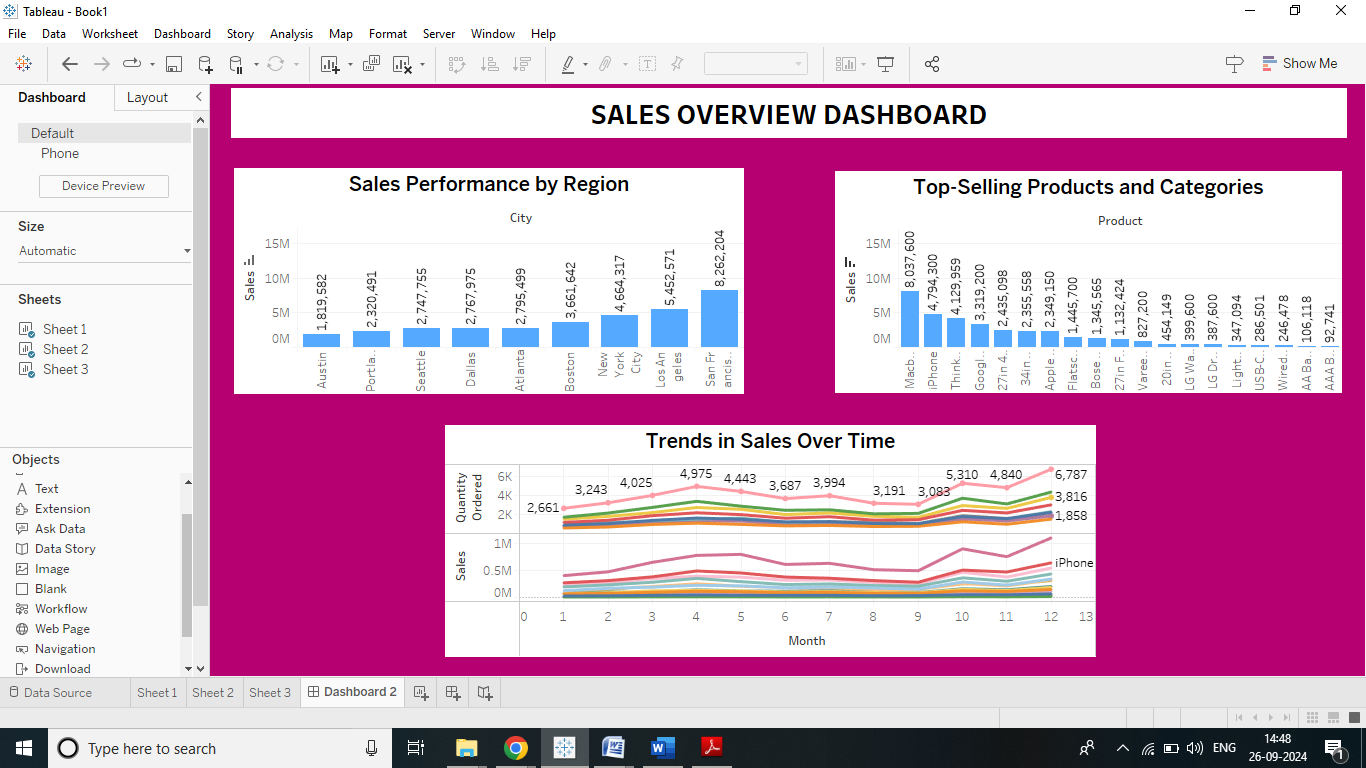 Tableau - Book1
File Data Worksheet Dashboard Story Analysis Map Format Server Window Help
Show Me
Dashboard Layout
Default
Phone
Device Preview
Size
Automatic
Sheets
Sheet 1
Sheet 2
Sheet 3
Objects
Text
Extension
Ask Data
Data Story
Image
Blank
Workflow
Web Page
Navigation
Download
SALES OVERVIEW DASHBOARD
Sales Performance by Region
City
Sales
15M
10M
5M
0M
1,819,582
2,320,491
2,747,755
2,767,975
2,795,499
3,661,642
4,664,317
5,452,571
8,262,204
Austin
Portla..
Seattle
Dallas
Atlanta
Boston
New
York
City
Los An
geles
San Fr
ancis..
Top-Selling Products and Categories
Product
Sales
15M
10M
5M
0M
8,037,600
4,794,300
4,129,959
3,319,200
2,435,098
2,355,558
2,349,150
1,445,700
1,345,565
1,132,424
827,200
454,149
399,600
387,600
347,094
286,501
246,478
106,118
92,741
Macb..
iPhone
Think..
Googl..
27in 4..
34in ..
Apple..
Flatsc..
Bose ..
27in F..
Varee..
20in ..
LG Wa..
LG Dr..
Light..
USB-C..
Wired..
AA Ba..
AAA B..
Trends in Sales Over Time
Quantity
Ordered
6K
4K
2K
2,661
3,243
4,025
4,975
4,443
3,687
3,994
3,191
3,083
5,310
4,840
6,787
3,816
1,858
Sales
1M
0.5M
0M
iPhone
0 1 2 3 4 5 6 7 8 9 10 11 12 13
Month
Data Source Sheet 1 Sheet 2 Sheet 3 Dashboard 2
Type here to search
ENG
14:48
26-09-2024
1